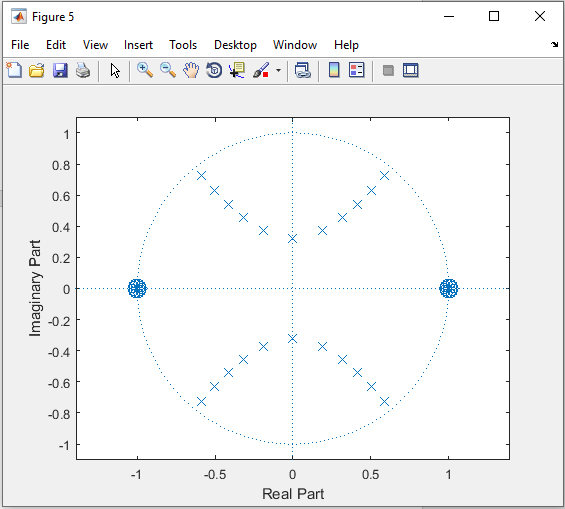 Figure 5
File Edit View Insert Tools Desktop Window Help
1
0.8
0.6
0.4
0.2
0
-0.2
-0.4
-0.6
-0.8
-1
Imaginary Part
-1 -0.5 0 0.5 1
Real Part